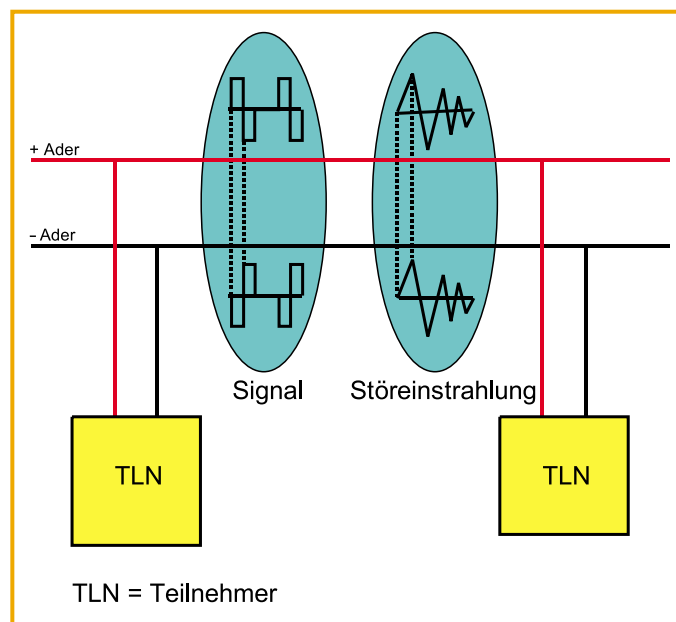 + Ader
– Ader
Signal
Störeinstrahlung
TLN
TLN
TLN = Teilnehmer